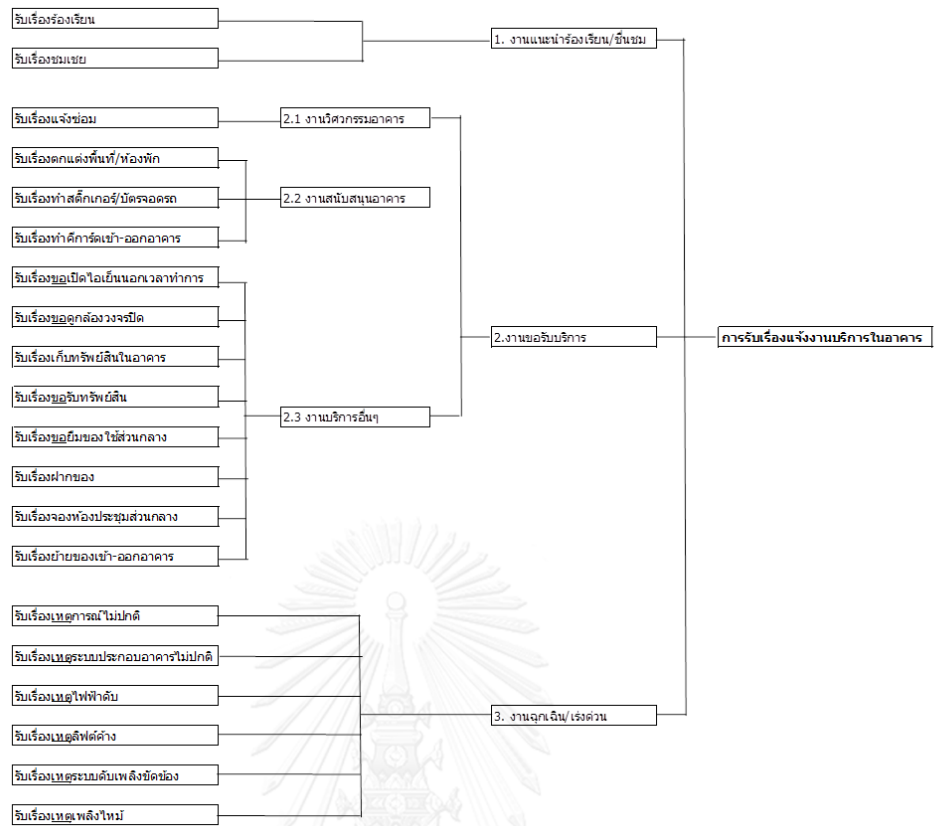 รับเรื่องร้องเรียน
1. งานแนะนำร้องเรียน/ชื่นชม
รับเรื่องชมเชย
รับเรื่องแจ้งซ่อม
2.1 งานวิศวกรรมอาคาร
รับเรื่องตกแต่งพื้นที่/ห้องพัก
รับเรื่องทำสติ๊กเกอร์/บัตรจอดรถ
2.2 งานสนับสนุนอาคาร
รับเรื่องทำคีการ์ดเข้า-ออกอาคาร
รับเรื่องขอเปิดไอเย็นนอกเวลาทำการ
รับเรื่องขอดูกล้องวงจรปิด
2.งานขอรับบริการ
การรับเรื่องแจ้งงานบริการในอาคาร
รับเรื่องเก็บทรัพย์สินในอาคาร
รับเรื่องขอรับทรัพย์สิน
2.3 งานบริการอื่นๆ
รับเรื่องขอยืมของใช้ส่วนกลาง
รับเรื่องฝากของ
รับเรื่องจองห้องประชุมส่วนกลาง
รับเรื่องย้ายของเข้า-ออกอาคาร
รับเรื่องเหตุการณ์ไม่ปกติ
รับเรื่องเหตุระบบประกอบอาคารไม่ปกติ
รับเรื่องเหตุไฟฟ้าดับ
3. งานฉุกเฉิน/เร่งด่วน
รับเรื่องเหตุลิฟต์ค้าง
รับเรื่องเหตุระบบดับเพลิงขัดข้อง
รับเรื่องเหตุเพลิงไหม้